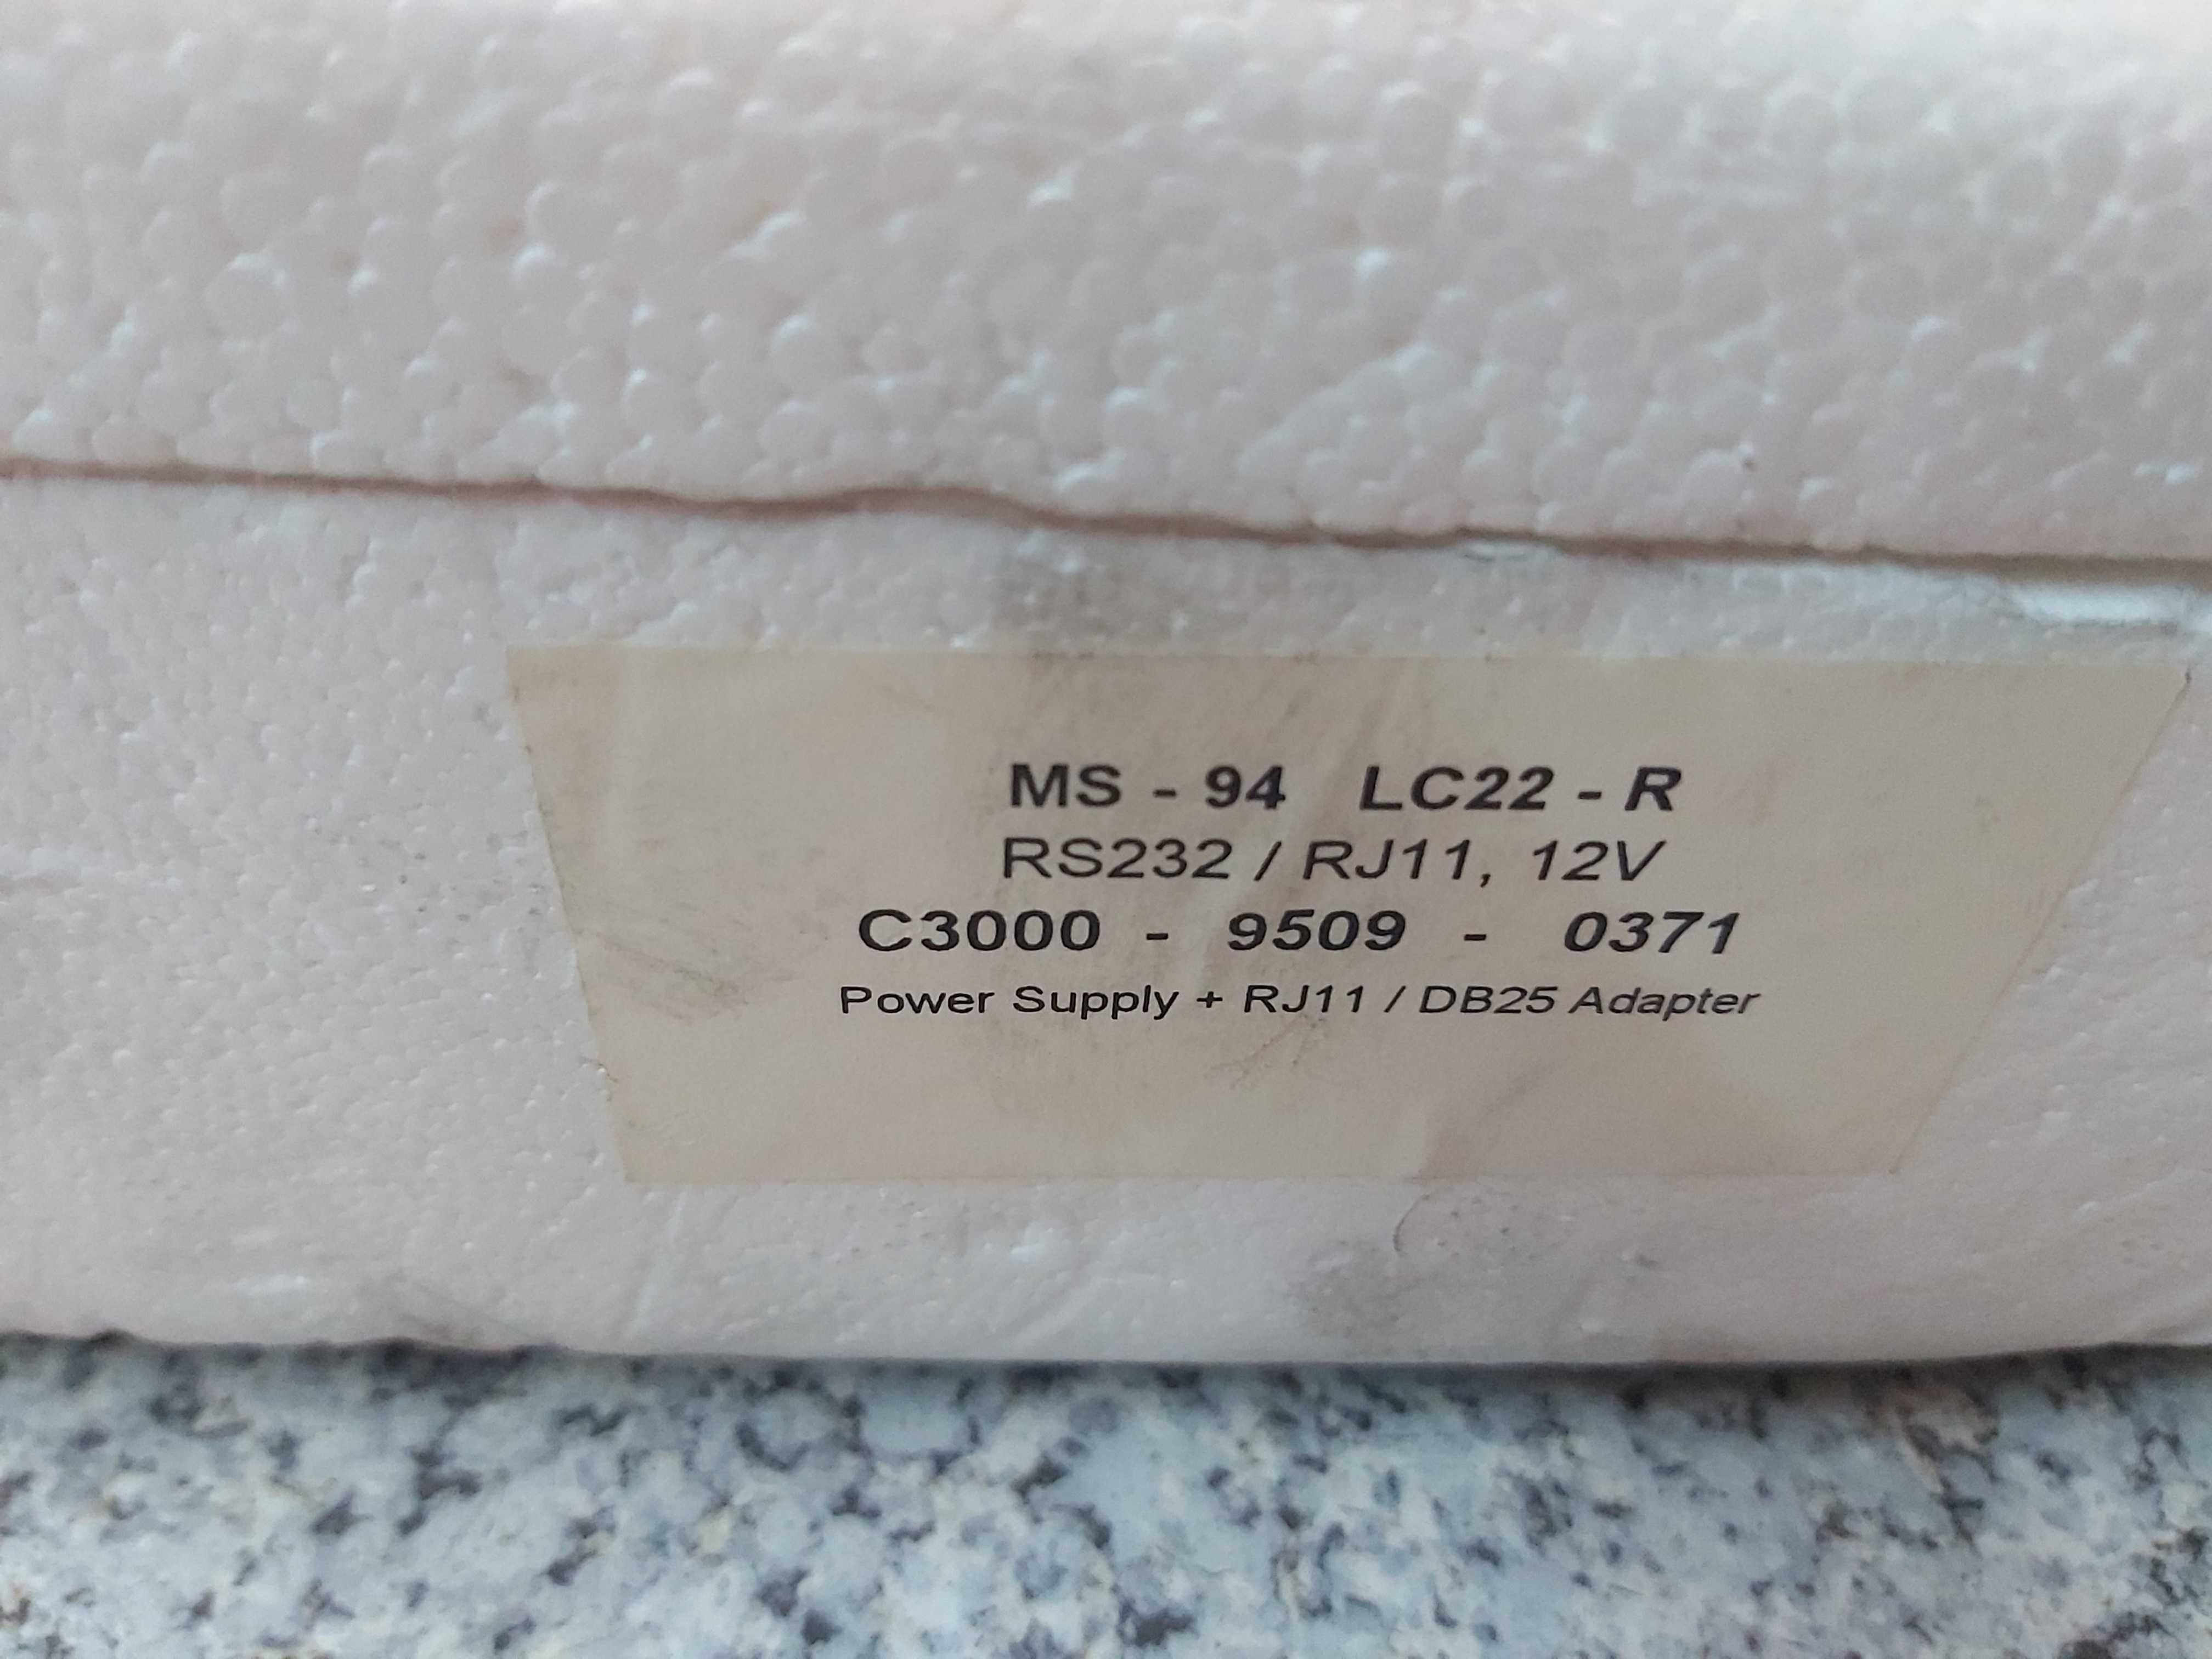 MS - 94 LC22 - R
RS232 / RJ11, 12V
C3000 - 9509 - 0371
Power Supply + RJ11 / DB25 Adapter